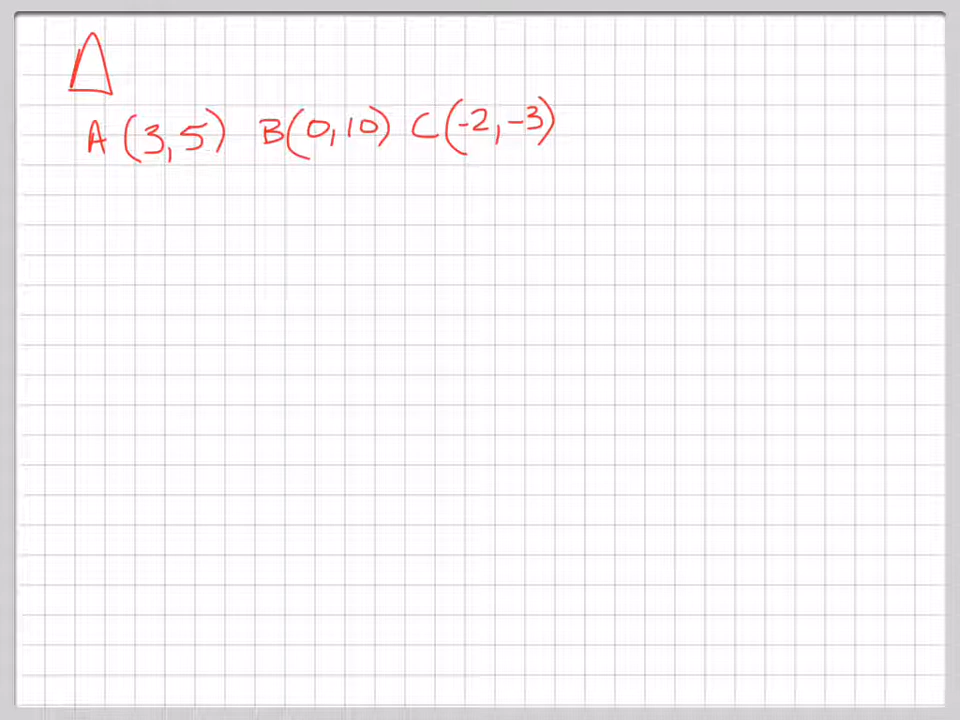 A (3,5) B(0,10) C(-2,-3)